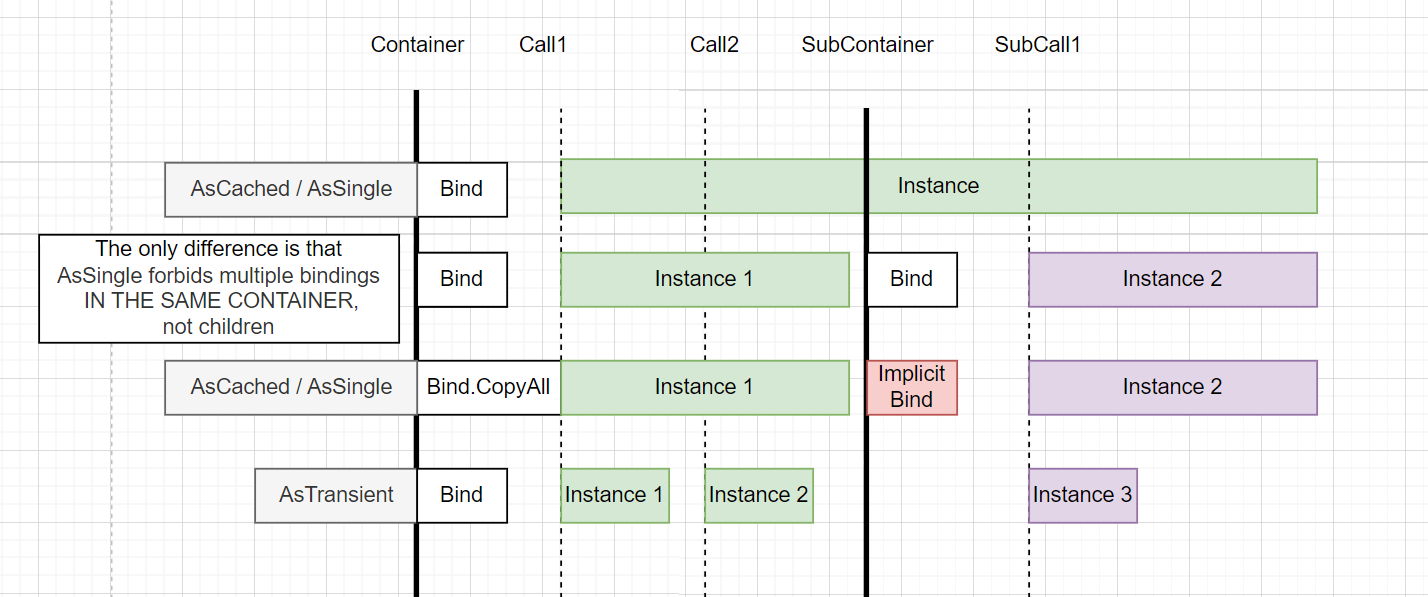 Container Call1 Call2 SubContainer SubCall1
AsCached / AsSingle Bind Instance
The only difference is that
AsSingle forbids multiple bindings
IN THE SAME CONTAINER,
not children
Bind Instance 1 Bind Instance 2
AsCached / AsSingle Bind.CopyAll Instance 1 Implicit
Bind
Instance 2
AsTransient Bind Instance 1 Instance 2 Instance 3